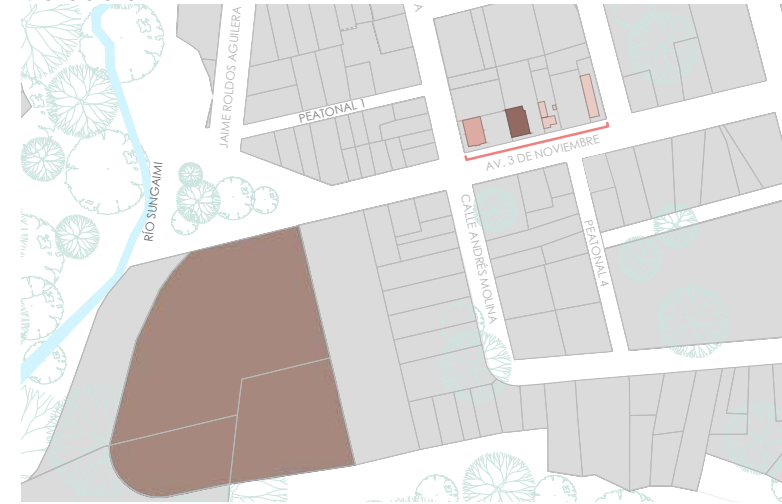 JAIME ROLDOS AGUILERA
PEATONAL 1
AV. 3 DE NOVIEMBRE
RÍO SUNGAIMI
CALLE ANDRÉS MOLINA
PEATONAL 4